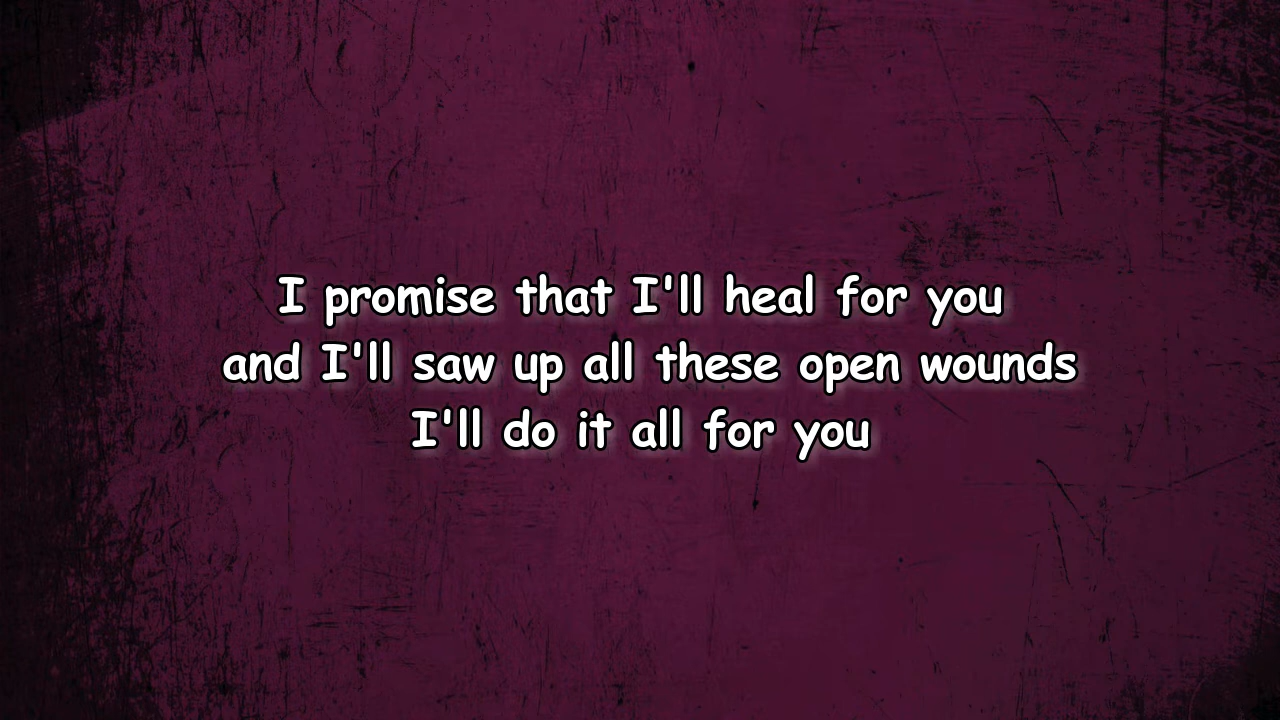 I promise that I'll heal for you
and I'll saw up all these open wounds
I'll do it all for you